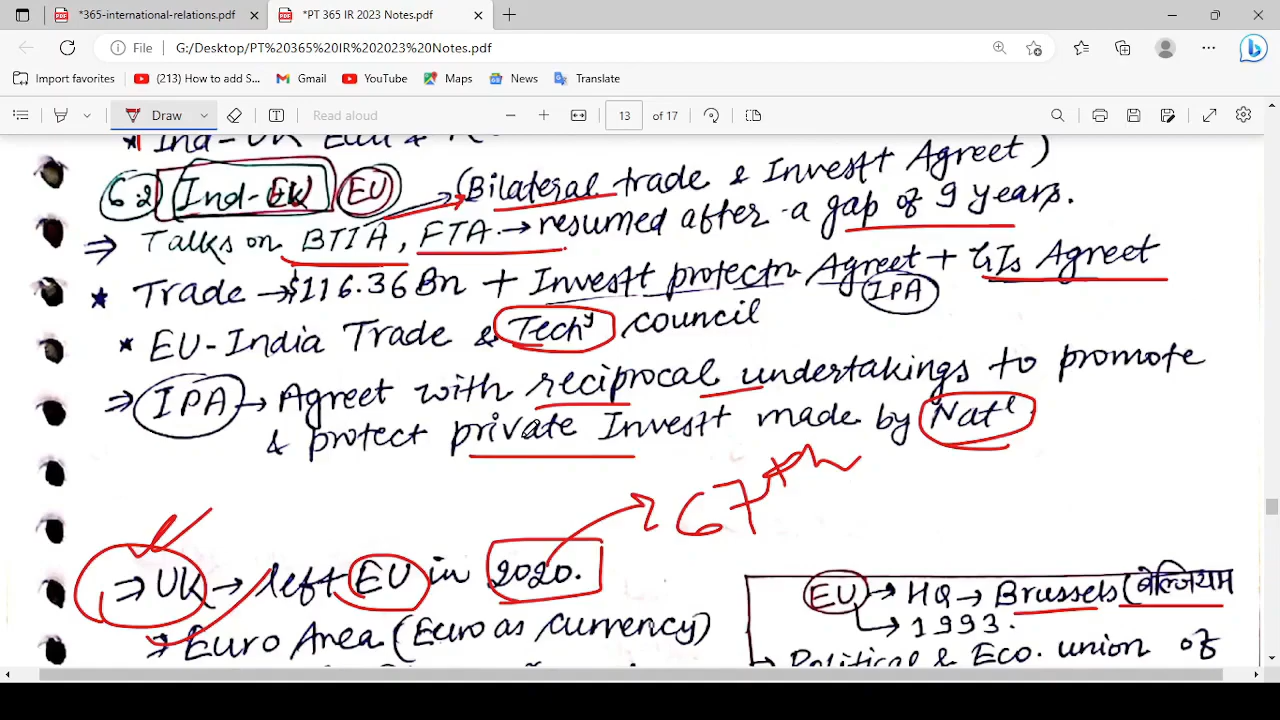 *365-international-relations.pdf
*PT 365 IR 2023 Notes.pdf
File G:/Desktop/PT%20365%20IR%202023%20Notes.pdf
Import favorites (213) How to add S... Gmail YouTube Maps News Translate
Draw Read aloud 13 of 17
* Ind-UK
6.2 Ind- EU (Bilateral trade & Investt Agreet)
⇒ Talks on BTIA, FTA → resumed after a gap of 9 years.
* Trade → $116.36Bn + Investt protectn Agreet + GIs Agreet
IPA
* EU-India Trade & Techy council
⇒ IPA → Agreet with reciprocal undertakings to promote
& protect private Investt made by Natl.
67th
⇒ UK → left EU in 2020.
⇒ Euro Area (Euro as currency)
EU → HQ → Brussels (बेल्जियम
→ 1993.
→ Political & Eco. union of